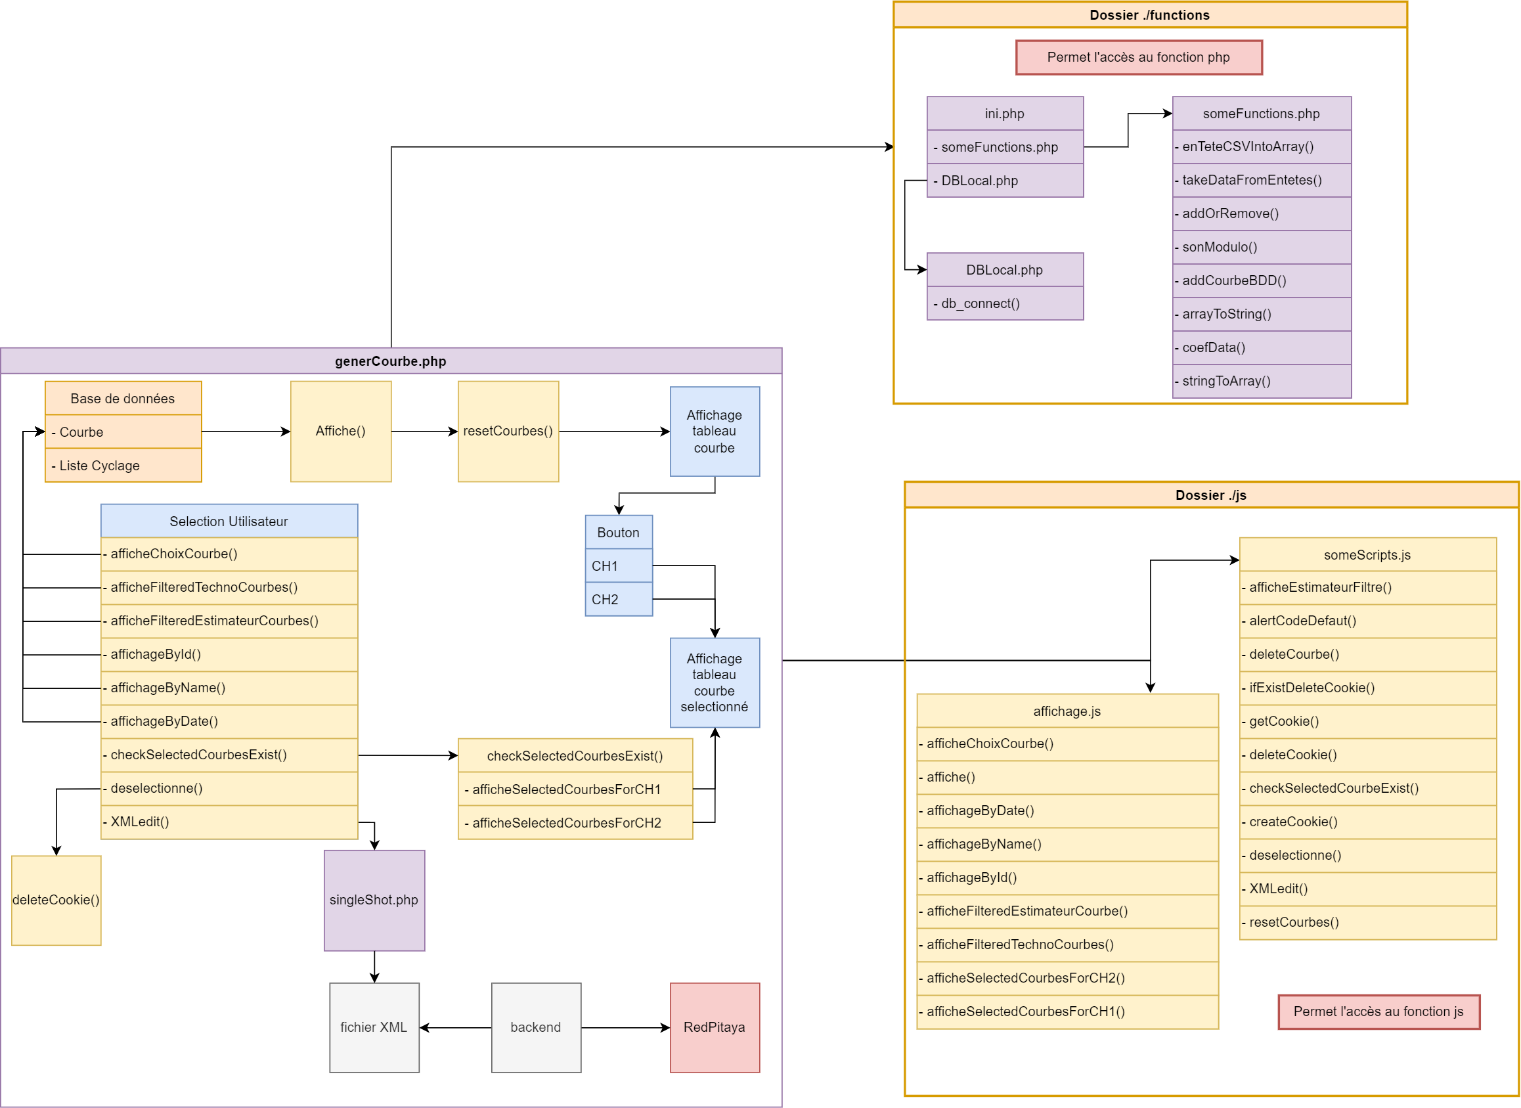 Dossier ./functions
Permet l'accès au fonction php
ini.php
- someFunctions.php
- DBLocal.php
DBLocal.php
- db_connect()
someFunctions.php
- enTeteCSVIntoArray()
- takeDataFromEntetes()
- addOrRemove()
- sonModulo()
- addCourbeBDD()
- arrayToString()
- coefData()
- stringToArray()
generCourbe.php
Base de données
- Courbe
- Liste Cyclage
Affiche()
resetCourbes()
Affichage
tableau
courbe
Bouton
CH1
CH2
Affichage
tableau
courbe
selectionné
Selection Utilisateur
- afficheChoixCourbe()
- afficheFilteredTechnoCourbes()
- afficheFilteredEstimateurCourbes()
- affichageById()
- affichageByName()
- affichageByDate()
- checkSelectedCourbesExist()
- deselectionne()
- XMLedit()
checkSelectedCourbesExist()
- afficheSelectedCourbesForCH1
- afficheSelectedCourbesForCH2
deleteCookie()
singleShot.php
fichier XML
backend
RedPitaya
Dossier ./js
affichage.js
- afficheChoixCourbe()
- affiche()
- affichageByDate()
- affichageByName()
- affichageById()
- afficheFilteredEstimateurCourbe()
- afficheFilteredTechnoCourbes()
- afficheSelectedCourbesForCH2()
- afficheSelectedCourbesForCH1()
someScripts.js
- afficheEstimateurFiltre()
- alertCodeDefaut()
- deleteCourbe()
- ifExistDeleteCookie()
- getCookie()
- deleteCookie()
- checkSelectedCourbeExist()
- createCookie()
- deselectionne()
- XMLedit()
- resetCourbes()
Permet l'accès au fonction js